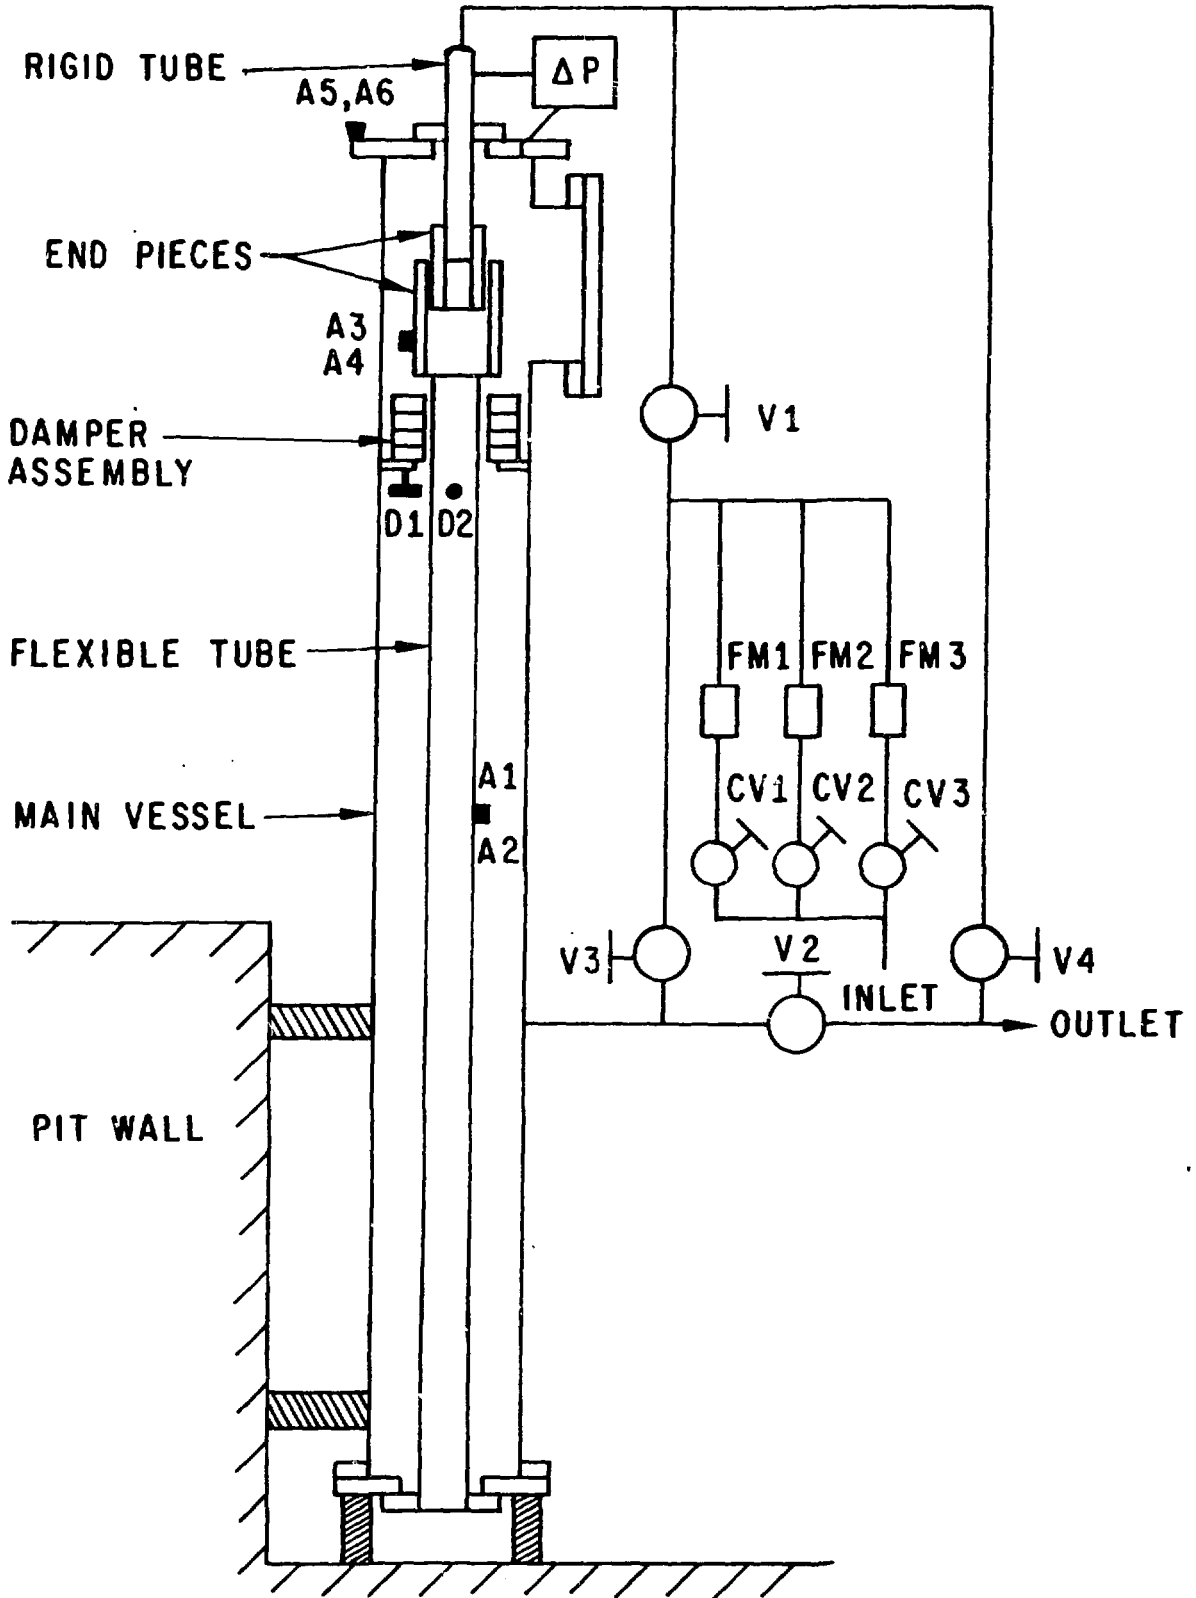 RIGID TUBE
ΔP
A5,A6
END PIECES
A3
A4
V1
DAMPER
ASSEMBLY
D1 D2
FLEXIBLE TUBE
FM1 FM2 FM3
A1
CV1 CV2 CV3
MAIN VESSEL
A2
V3
V2
V4
INLET
OUTLET
PIT WALL